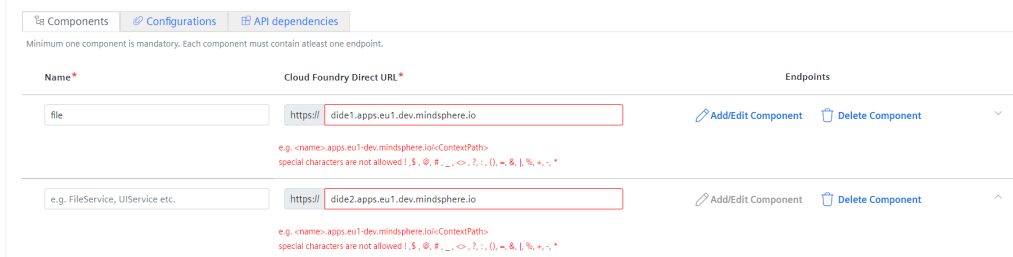 Components Configurations API dependencies
Minimum one component is mandatory. Each component must contain atleast one endpoint.
Name* Cloud Foundry Direct URL* Endpoints
file https:// dide1.apps.eu1.dev.mindsphere.io Add/Edit Component Delete Component
e.g. <name>.apps.eu1-dev.mindsphere.io/<ContextPath>
special characters are not allowed ! ,$ , @, # , _ , <> , ?, : , (), =, &, |, %, +, -, *
e.g. FileService, UIService etc. https:// dide2.apps.eu1.dev.mindsphere.io Add/Edit Component Delete Component
e.g. <name>.apps.eu1-dev.mindsphere.io/<ContextPath>
special characters are not allowed ! ,$ , @, # , _ , <> , ?, : , (), =, &, |, %, +, -, *